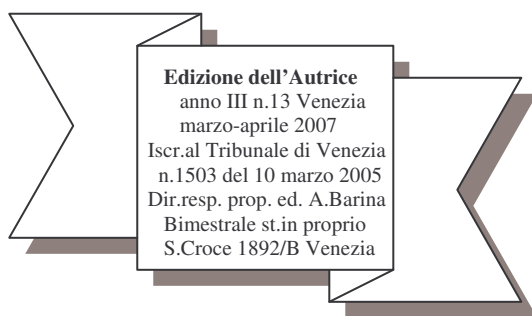 Edizione dell'Autrice
anno III n.13 Venezia
marzo-aprile 2007
Iscr.al Tribunale di Venezia
n.1503 del 10 marzo 2005
Dir.resp. prop. ed. A.Barina
Bimestrale st.in proprio
S.Croce 1892/B Venezia